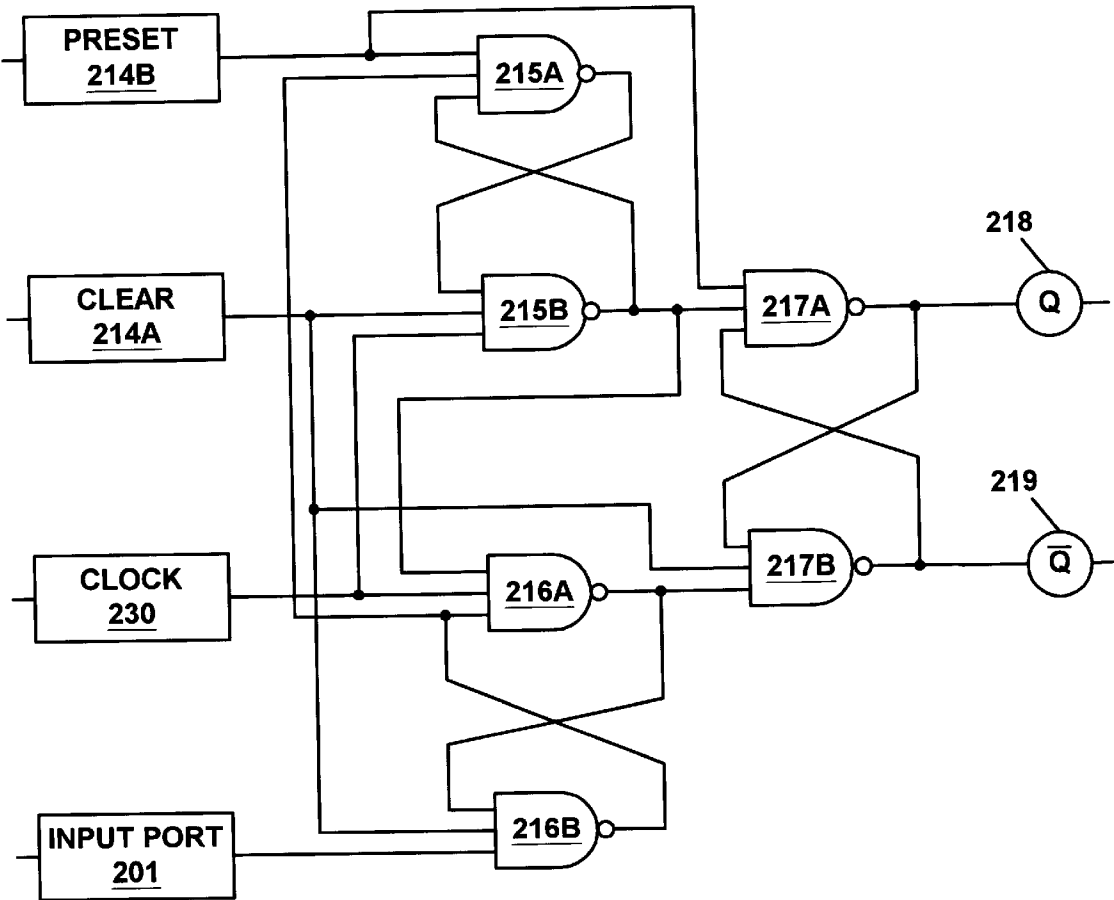 PRESET
214B
215A
218
CLEAR
214A
215B
217A
Q
219
CLOCK
230
216A
217B
Q̅
INPUT PORT
201
216B